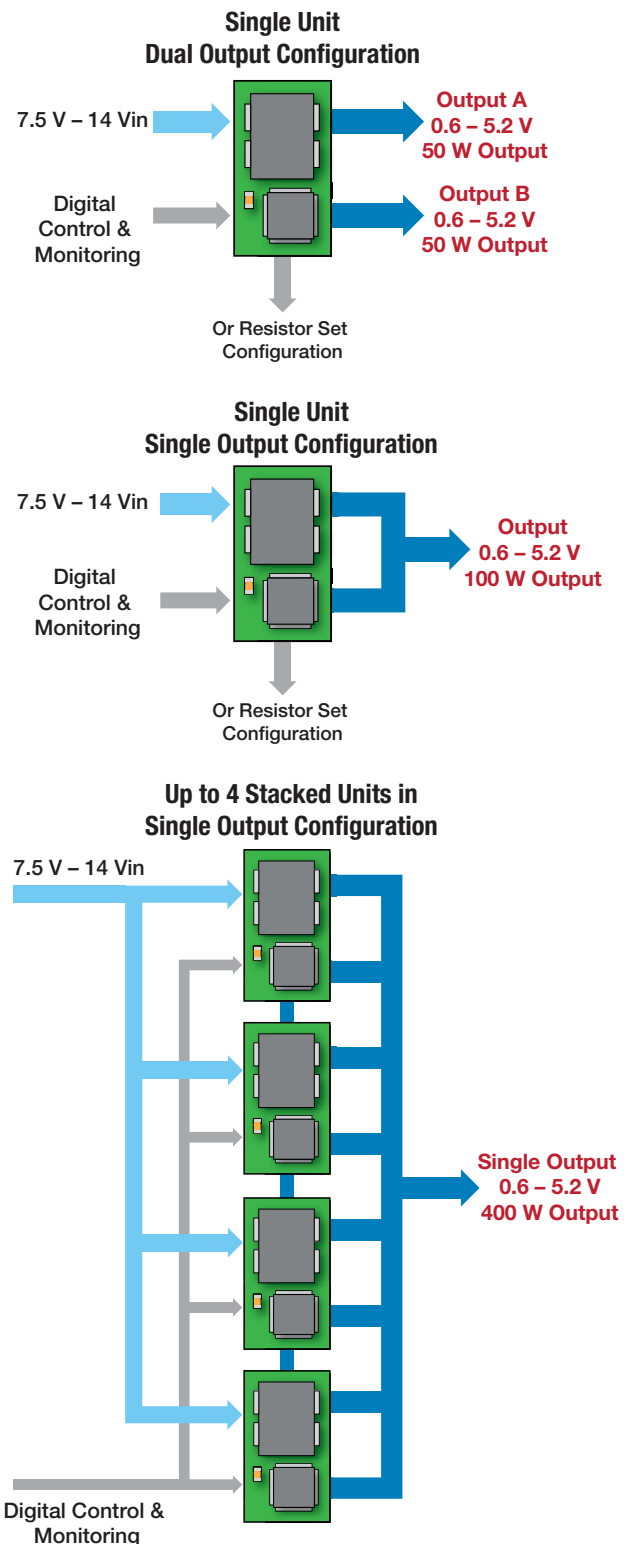 Single Unit
Dual Output Configuration
7.5 V – 14 Vin
Output A
0.6 – 5.2 V
50 W Output
Digital
Control &
Monitoring
Output B
0.6 – 5.2 V
50 W Output
Or Resistor Set
Configuration
Single Unit
Single Output Configuration
7.5 V – 14 Vin
Output
0.6 – 5.2 V
100 W Output
Digital
Control &
Monitoring
Or Resistor Set
Configuration
Up to 4 Stacked Units in
Single Output Configuration
7.5 V – 14 Vin
Single Output
0.6 – 5.2 V
400 W Output
Digital Control &
Monitoring